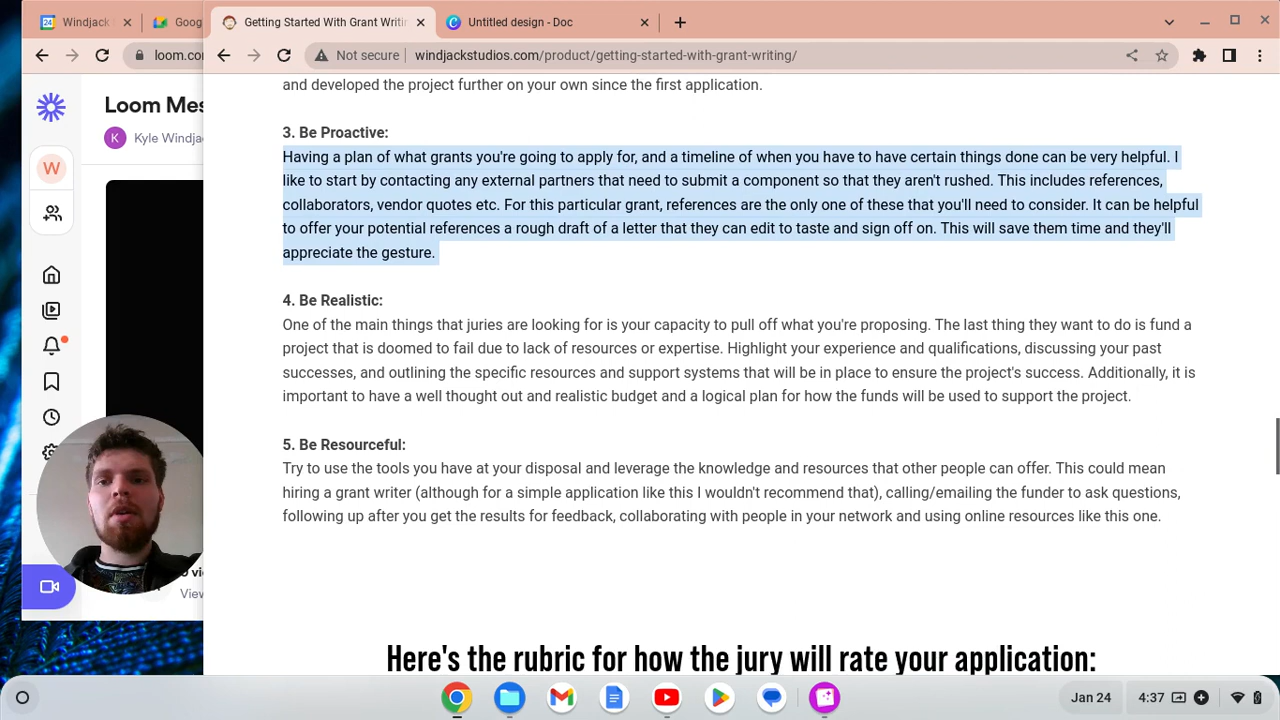 Windjack
Goog
Getting Started With Grant Writin
Untitled design - Doc
loom.co
Not secure
windjackstudios.com/product/getting-started-with-grant-writing/
Loom Mes
K
Kyle Windja
W
and developed the project further on your own since the first application.
3. Be Proactive:
Having a plan of what grants you're going to apply for, and a timeline of when you have to have certain things done can be very helpful. I
like to start by contacting any external partners that need to submit a component so that they aren't rushed. This includes references,
collaborators, vendor quotes etc. For this particular grant, references are the only one of these that you'll need to consider. It can be helpful
to offer your potential references a rough draft of a letter that they can edit to taste and sign off on. This will save them time and they'll
appreciate the gesture.
4. Be Realistic:
One of the main things that juries are looking for is your capacity to pull off what you're proposing. The last thing they want to do is fund a
project that is doomed to fail due to lack of resources or expertise. Highlight your experience and qualifications, discussing your past
successes, and outlining the specific resources and support systems that will be in place to ensure the project's success. Additionally, it is
important to have a well thought out and realistic budget and a logical plan for how the funds will be used to support the project.
5. Be Resourceful:
Try to use the tools you have at your disposal and leverage the knowledge and resources that other people can offer. This could mean
hiring a grant writer (although for a simple application like this I wouldn't recommend that), calling/emailing the funder to ask questions,
following up after you get the results for feedback, collaborating with people in your network and using online resources like this one.
0 vi
View
Here's the rubric for how the jury will rate your application:
Jan 24
4:37